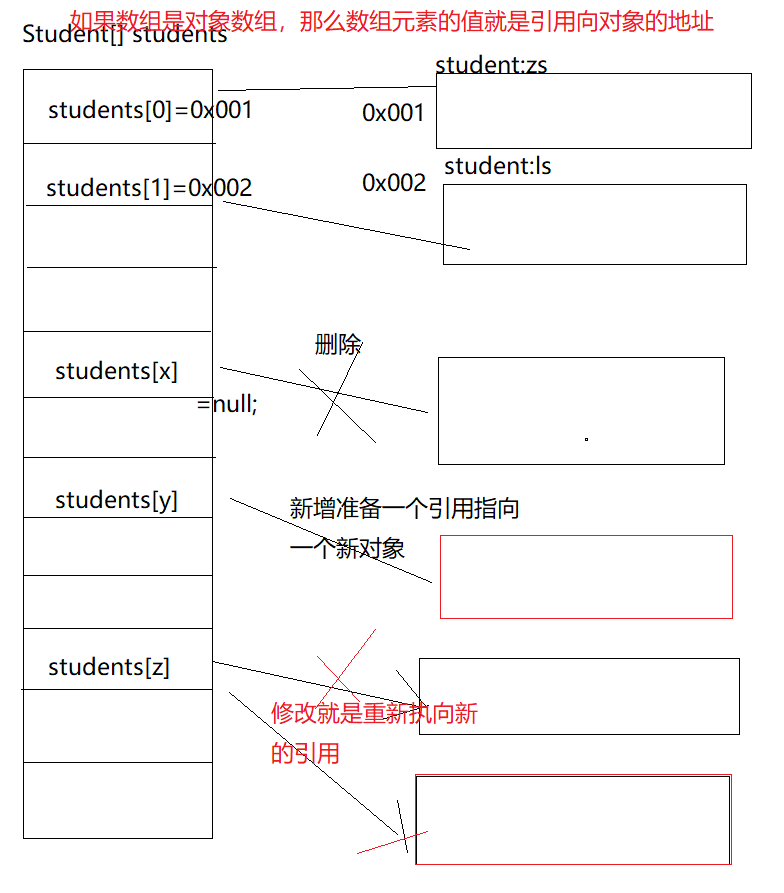 如果数组是对象数组，那么数组元素的值就是引用向对象的地址
Student[] students
student:zs
students[0]=0x001
0x001
student:ls
students[1]=0x002
0x002
删除
students[x]
=null;
students[y]
新增准备一个引用指向
一个新对象
students[z]
修改就是重新执向新
的引用